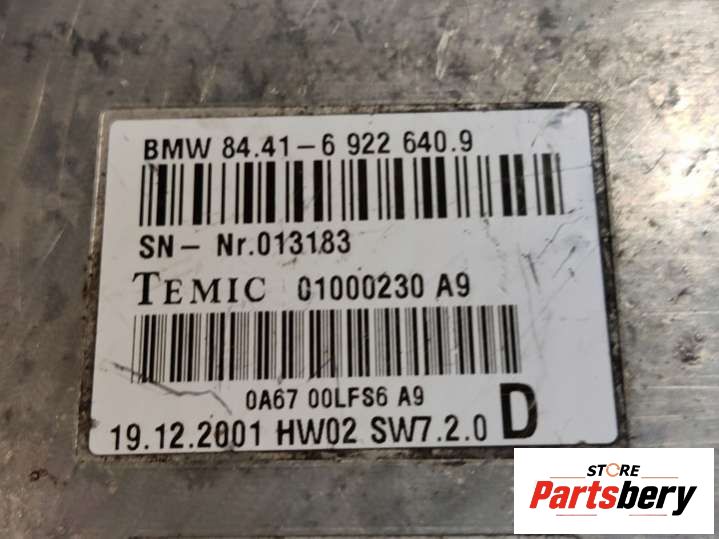 BMW 84.41-6 922 640.9
SN- Nr.013183
TEMIC 01000230 A9
0A67 00LFS6 A9
19.12.2001 HW02 SW7.2.0 D
STORE
Partsbery